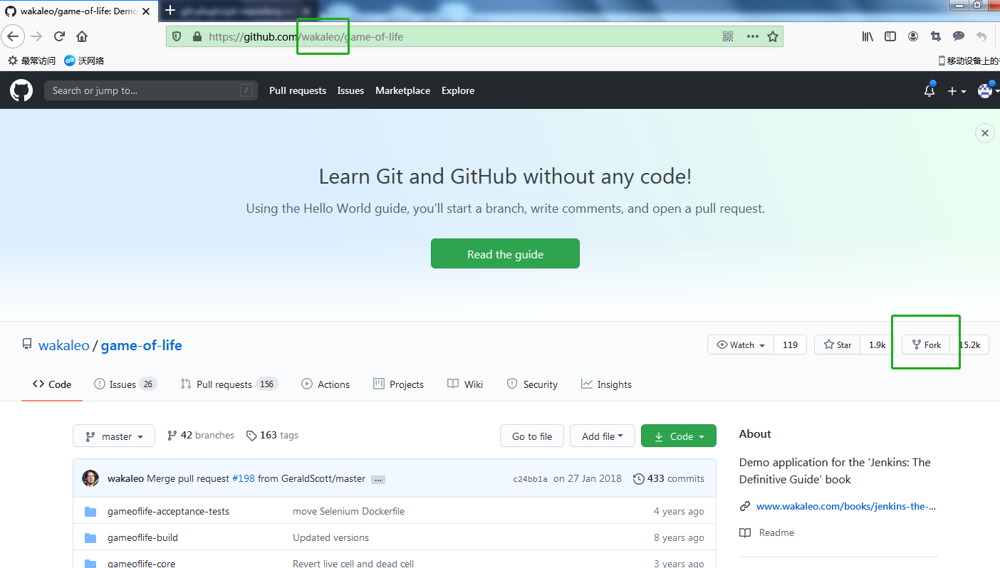 wakaleo/game-of-life: Demo
https://github.com/wakaleo/game-of-life
最常访问 沃网络 移动设备上的
Search or jump to... / Pull requests Issues Marketplace Explore
Learn Git and GitHub without any code!
Using the Hello World guide, you’ll start a branch, write comments, and open a pull request.
Read the guide
wakaleo / game-of-life Watch 119 Star 1.9k Fork 15.2k
Code Issues 26 Pull requests 156 Actions Projects Wiki Security Insights
master 42 branches 163 tags Go to file Add file Code
About
Demo application for the 'Jenkins: The
Definitive Guide' book
www.wakaleo.com/books/jenkins-the-...
Readme
wakaleo Merge pull request #198 from GeraldScott/master ... c24bb1a on 27 Jan 2018 433 commits
gameoflife-acceptance-tests move Selenium Dockerfile 4 years ago
gameoflife-build Updated versions 8 years ago
gameoflife-core Revert live cell and dead cell 3 years ago